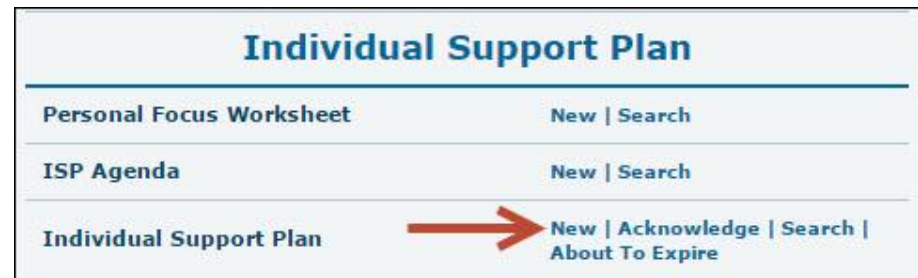 Individual Support Plan
Personal Focus Worksheet New | Search
ISP Agenda New | Search
Individual Support Plan New | Acknowledge | Search |
About To Expire